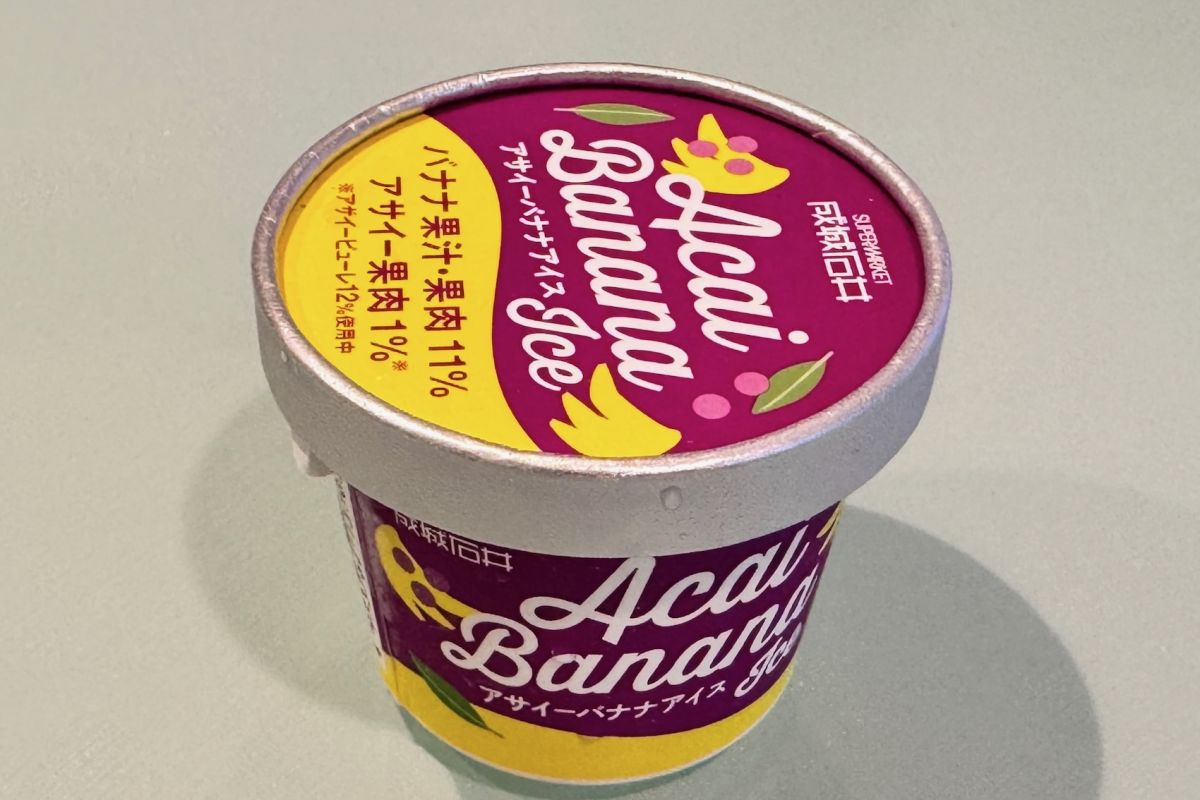 SUPERMARKET
成城石井
Acai
Banana
Ice
アサイーバナナアイス
バナナ果汁・果肉11%
アサイー果肉1%※
※アサイーピューレ12%使用中
成城石井
Acai
Banana
Ice
アサイーバナナアイス